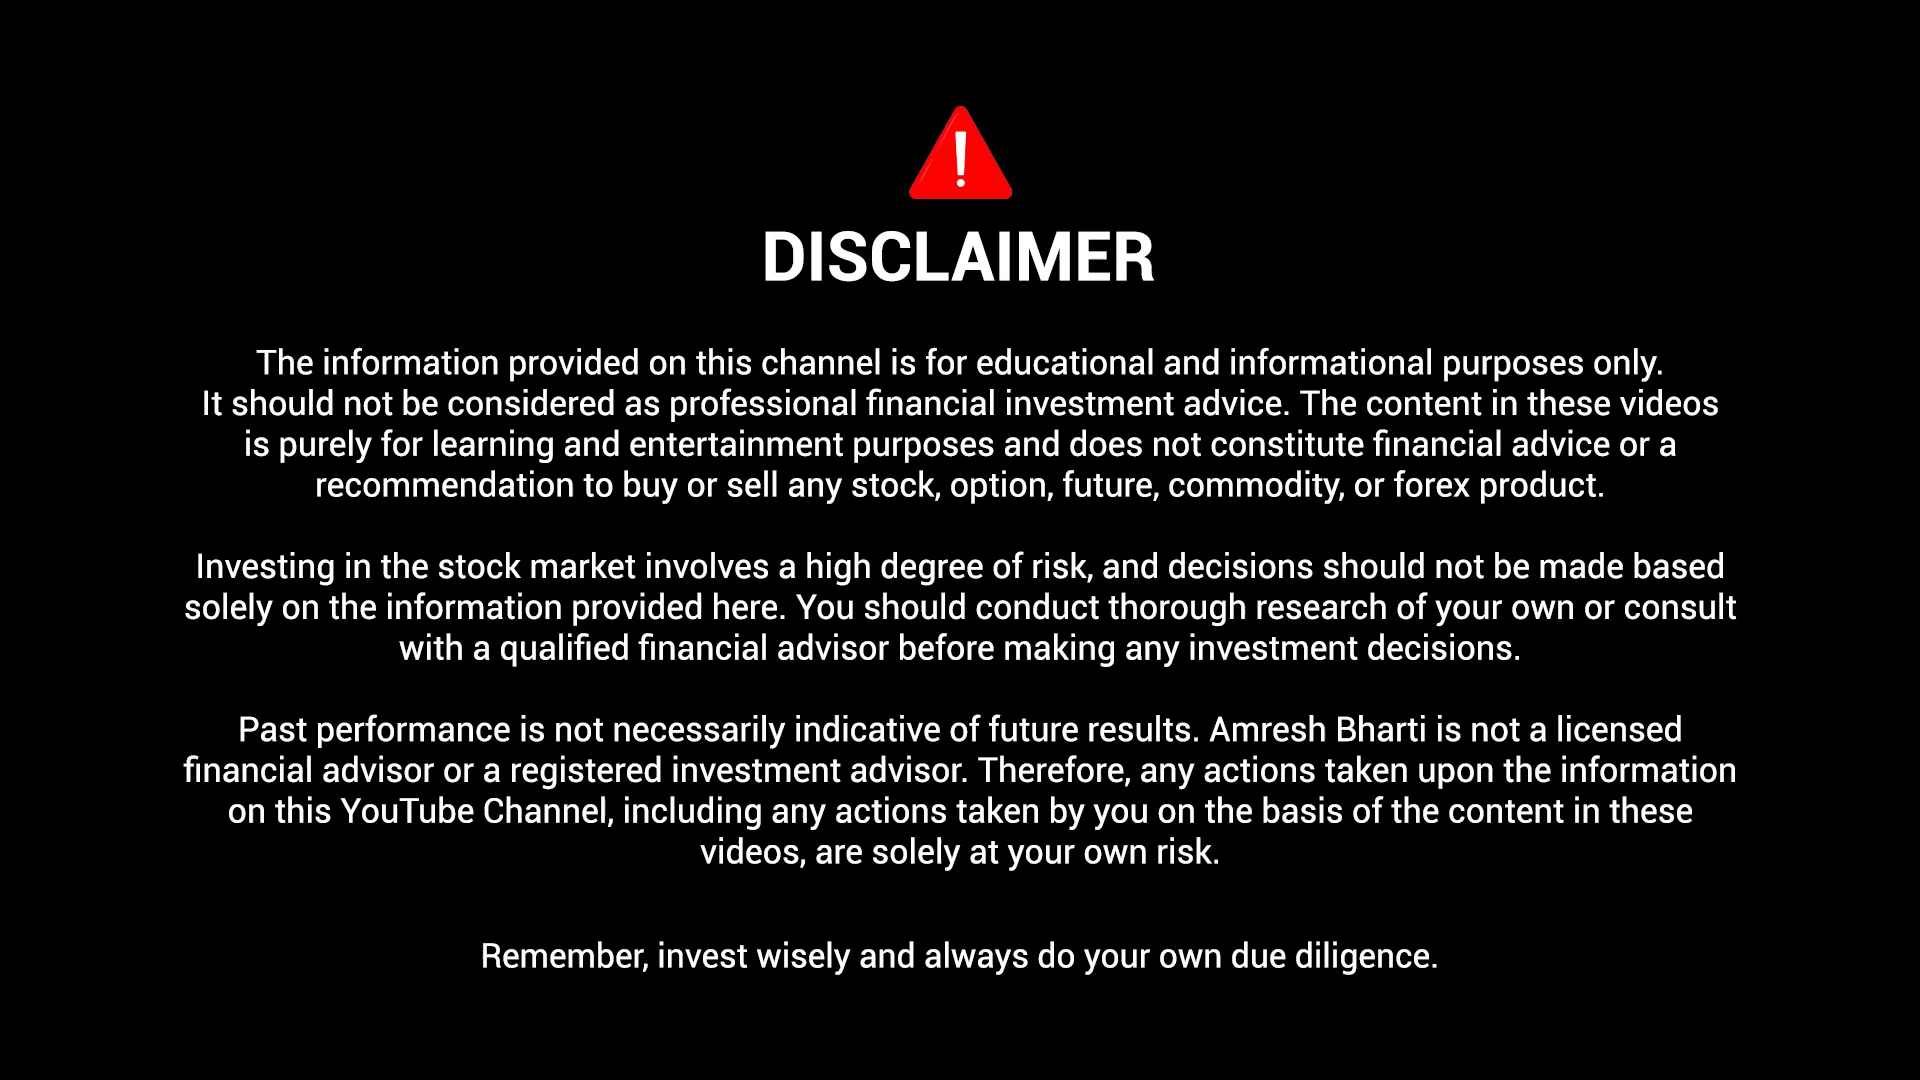 DISCLAIMER
The information provided on this channel is for educational and informational purposes only.
It should not be considered as professional financial investment advice. The content in these videos
is purely for learning and entertainment purposes and does not constitute financial advice or a
recommendation to buy or sell any stock, option, future, commodity, or forex product.
Investing in the stock market involves a high degree of risk, and decisions should not be made based
solely on the information provided here. You should conduct thorough research of your own or consult
with a qualified financial advisor before making any investment decisions.
Past performance is not necessarily indicative of future results. Amresh Bharti is not a licensed
financial advisor or a registered investment advisor. Therefore, any actions taken upon the information
on this YouTube Channel, including any actions taken by you on the basis of the content in these
videos, are solely at your own risk.
Remember, invest wisely and always do your own due diligence.